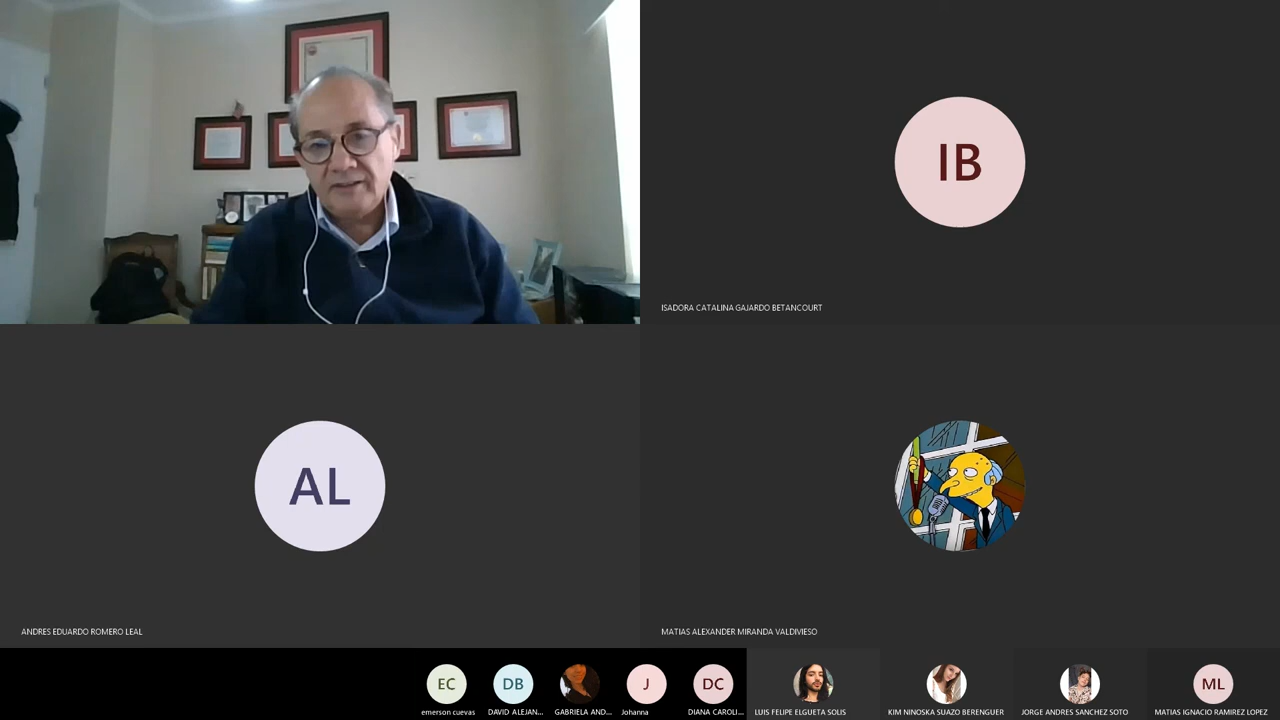 IB
ISADORA CATALINA GAJARDO BETANCOURT
AL
ANDRES EDUARDO ROMERO LEAL
MATIAS ALEXANDER MIRANDA VALDIVIESO
EC
DB
J
DC
ML
emerson cuevas
DAVID ALEJAN...
GABRIELA AND...
Johanna
DIANA CAROLI...
LUIS FELIPE ELGUETA SOLIS
KIM NINOSKA SUAZO BERENGUER
JORGE ANDRES SANCHEZ SOTO
MATIAS IGNACIO RAMIREZ LOPEZ